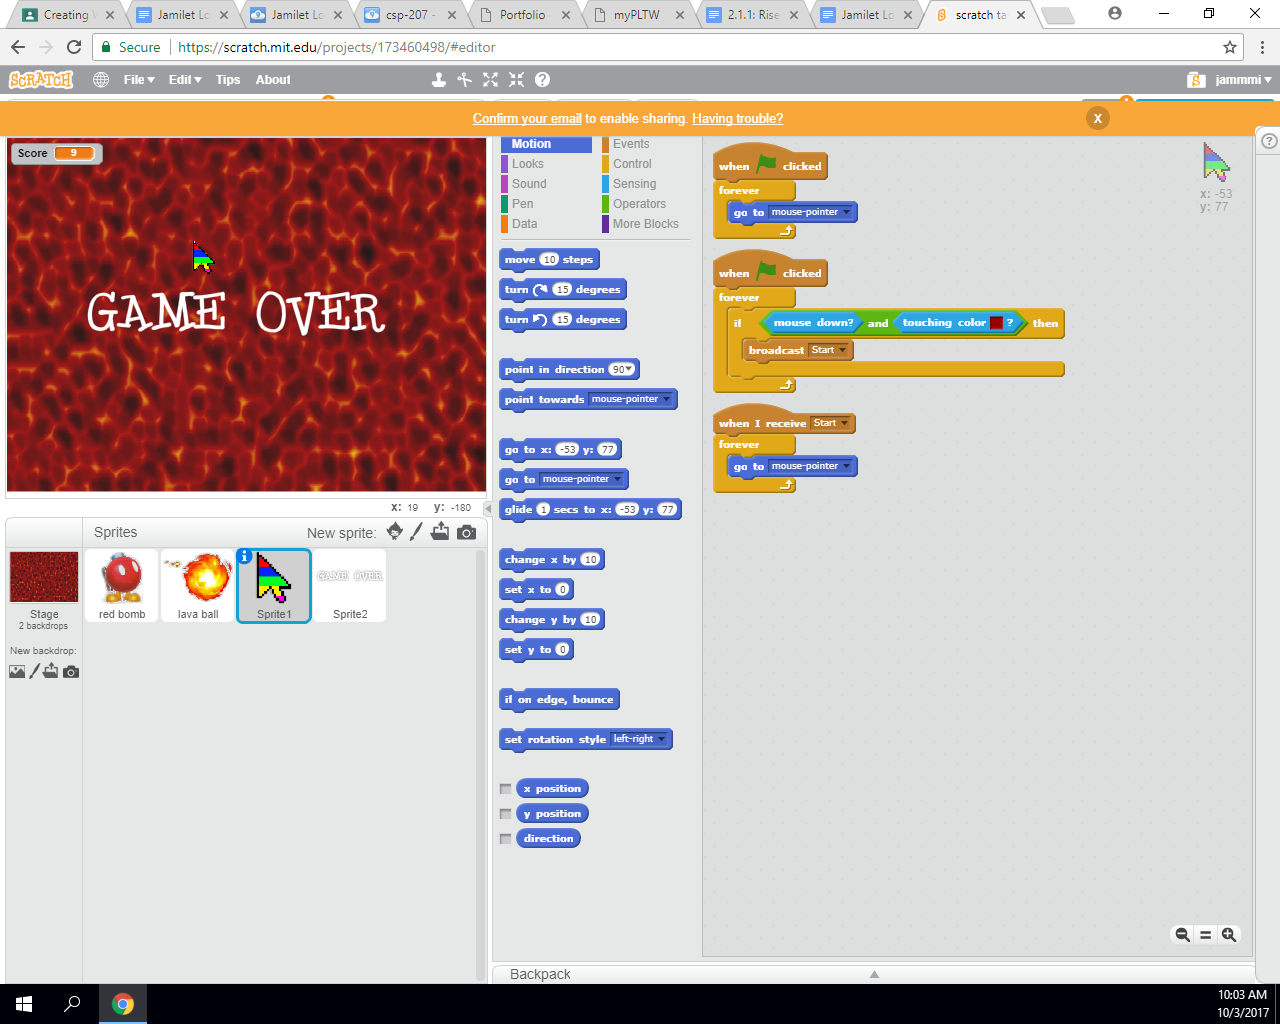 Creating
Jamilet Lo
Jamilet Lo
csp-207 -
Portfolio
myPLTW
2.1.1: Rise
Jamilet Lo
scratch ta
Secure | https://scratch.mit.edu/projects/173460498/#editor
SCRATCH File Edit Tips About jammmi
Confirm your email to enable sharing. Having trouble? X
Score 9
GAME OVER
x: 19 y: -180
Sprites New sprite:
Stage
2 backdrops
New backdrop:
red bomb
lava ball
Sprite1
GAME OVER
Sprite2
Motion Events
Looks Control
Sound Sensing
Pen Operators
Data More Blocks
move 10 steps
turn 15 degrees
turn 15 degrees
point in direction 90
point towards mouse-pointer
go to x: -53 y: 77
go to mouse-pointer
glide 1 secs to x: -53 y: 77
change x by 10
set x to 0
change y by 10
set y to 0
if on edge, bounce
set rotation style left-right
x position
y position
direction
when clicked
forever
go to mouse-pointer
when clicked
forever
if mouse down? and touching color ? then
broadcast Start
when I receive Start
forever
go to mouse-pointer
x: -53
y: 77
?
Backpack
10:03 AM
10/3/2017